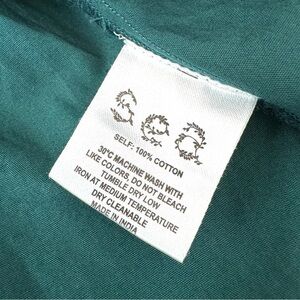 SELF: 100% COTTON
30°C MACHINE WASH WITH
LIKE COLORS, DO NOT BLEACH
TUMBLE DRY LOW
IRON AT MEDIUM TEMPERATURE
DRY CLEANABLE
MADE IN INDIA